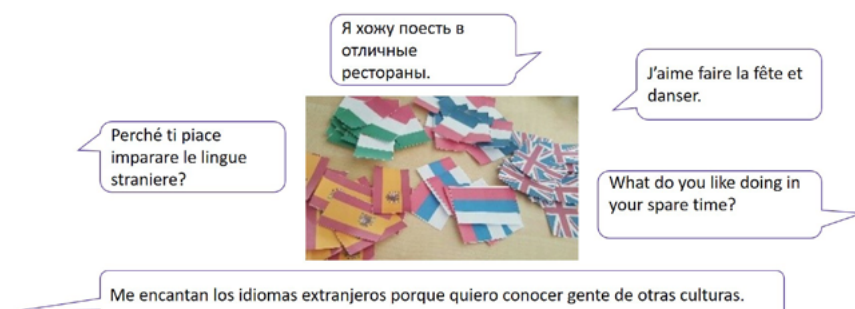 Я хожу поесть в
отличные
рестораны.
J’aime faire la fête et
danser.
Perché ti piace
imparare le lingue
straniere?
What do you like doing in
your spare time?
Me encantan los idiomas extranjeros porque quiero conocer gente de otras culturas.